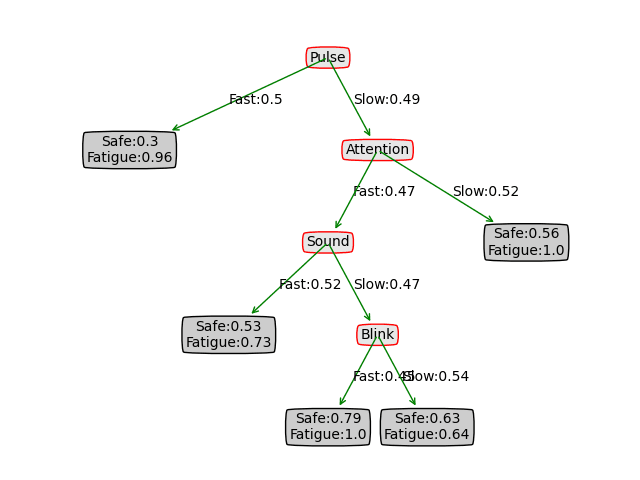 Pulse
Fast:0.5
Slow:0.49
Safe:0.3
Fatigue:0.96
Attention
Fast:0.47
Slow:0.52
Sound
Safe:0.56
Fatigue:1.0
Fast:0.52
Slow:0.47
Safe:0.53
Fatigue:0.73
Blink
Fast:0.45
Slow:0.54
Safe:0.79
Fatigue:1.0
Safe:0.63
Fatigue:0.64